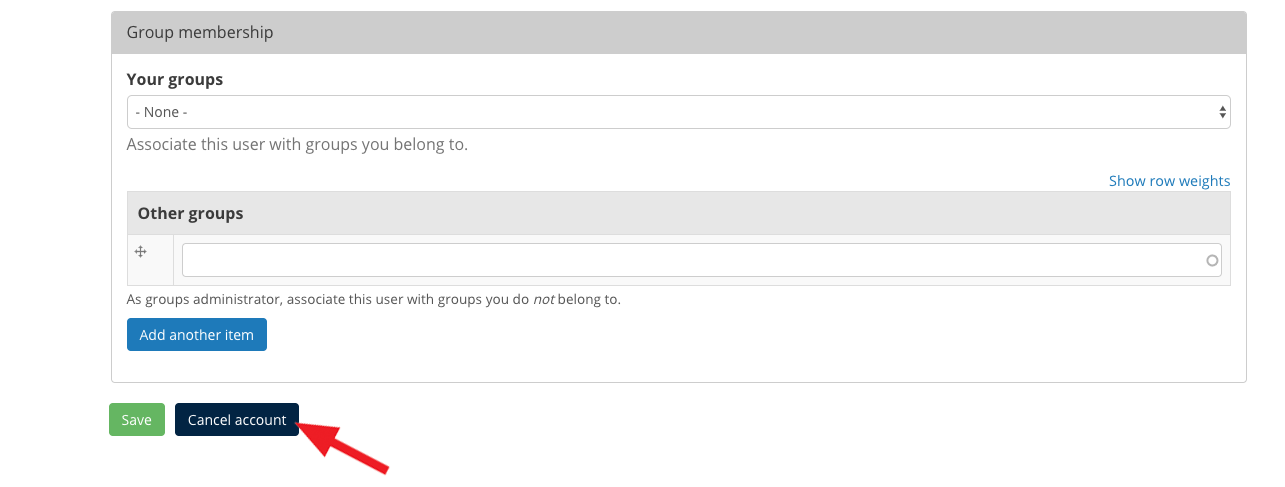 Group membership
Your groups
- None -
Associate this user with groups you belong to.
Show row weights
Other groups
As groups administrator, associate this user with groups you do not belong to.
Add another item
Save
Cancel account